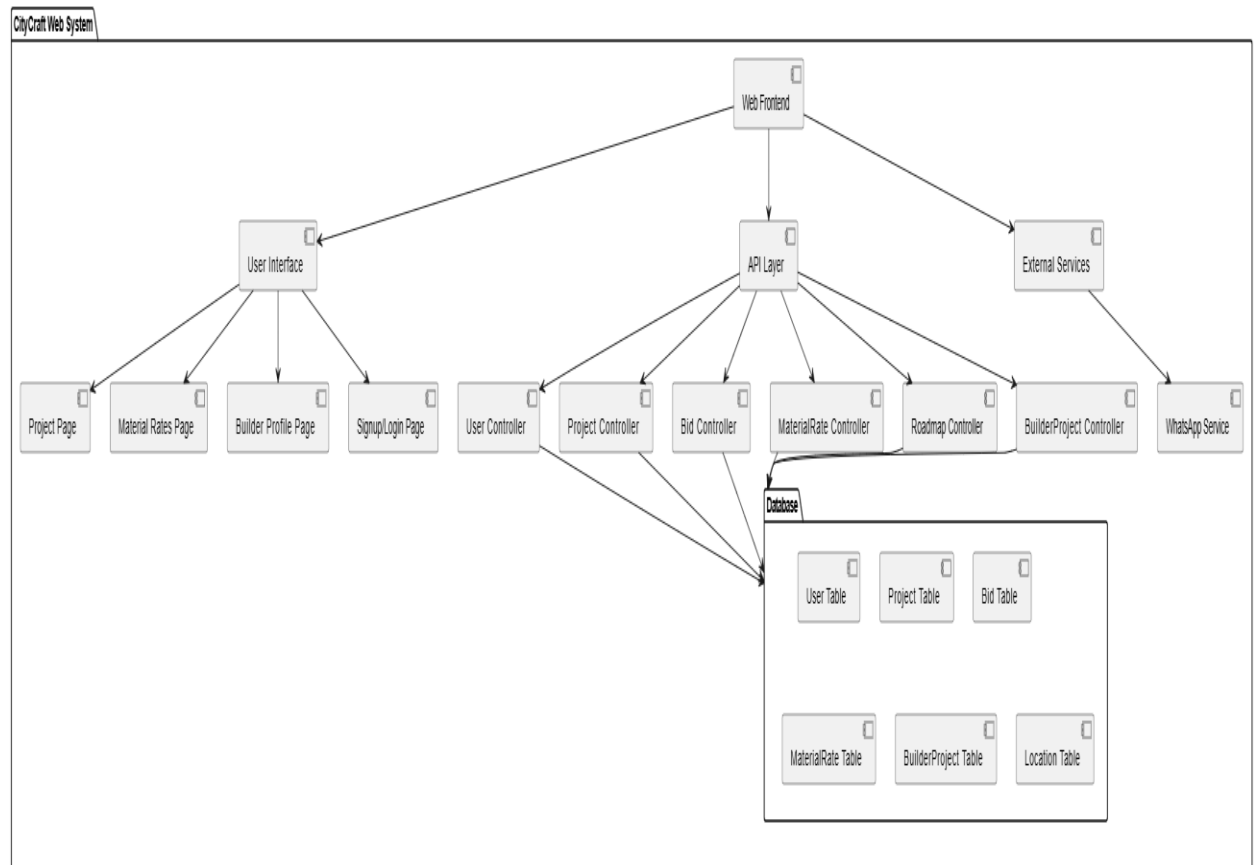 CityCraft Web System
Web Frontend
User Interface
API Layer
External Services
Project Page
Material Rates Page
Builder Profile Page
Signup/Login Page
User Controller
Project Controller
Bid Controller
MaterialRate Controller
Roadmap Controller
BuilderProject Controller
WhatsApp Service
Database
User Table
Project Table
Bid Table
MaterialRate Table
BuilderProject Table
Location Table